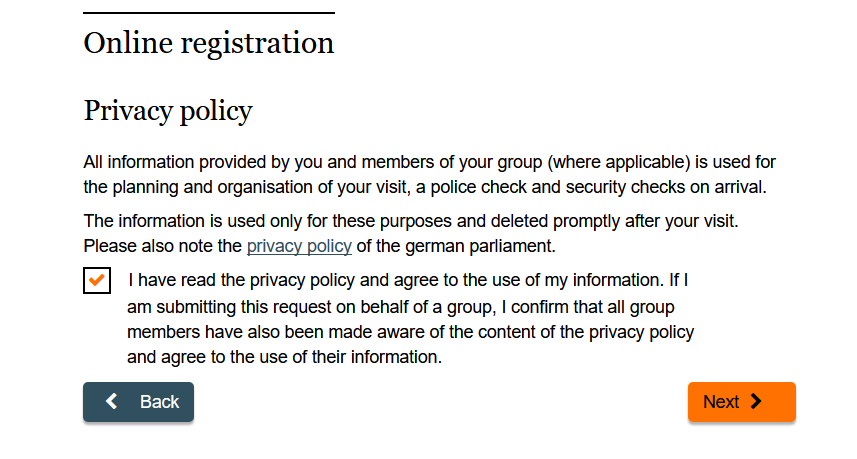 Online registration
Privacy policy
All information provided by you and members of your group (where applicable) is used for
the planning and organisation of your visit, a police check and security checks on arrival.
The information is used only for these purposes and deleted promptly after your visit.
Please also note the privacy policy of the german parliament.
I have read the privacy policy and agree to the use of my information. If I
am submitting this request on behalf of a group, I confirm that all group
members have also been made aware of the content of the privacy policy
and agree to the use of their information.
Back
Next